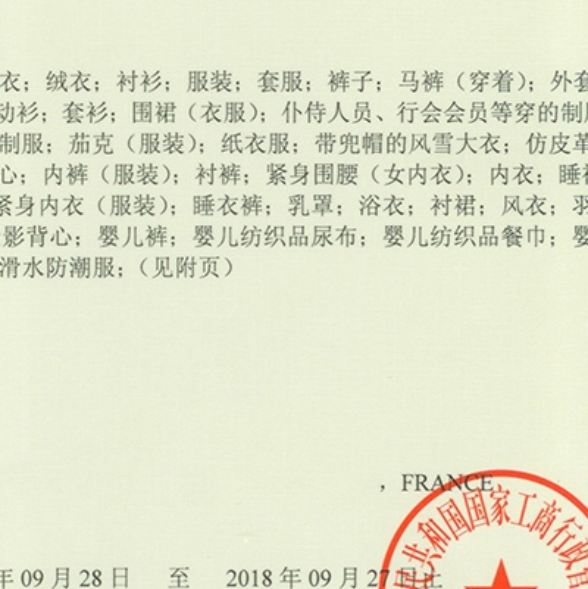 衣；绒衣；衬衫；服装；套服；裤子；马裤（穿着）；外套
动衫；套衫；围裙（衣服）；仆侍人员、行会会员等穿的制服
制服；茄克（服装）；纸衣服；带兜帽的风雪大衣；仿皮革
心；内裤（服装）；衬裤；紧身围腰（女内衣）；内衣；睡裤
紧身内衣（服装）；睡衣裤；乳罩；浴衣；衬裙；风衣；羽
影背心；婴儿裤；婴儿纺织品尿布；婴儿纺织品餐巾；婴
滑水防潮服；（见附页）
，FRANCE
共和国国家工商行政管
年 09 月 28 日 至 2018 年 09 月 27 日止